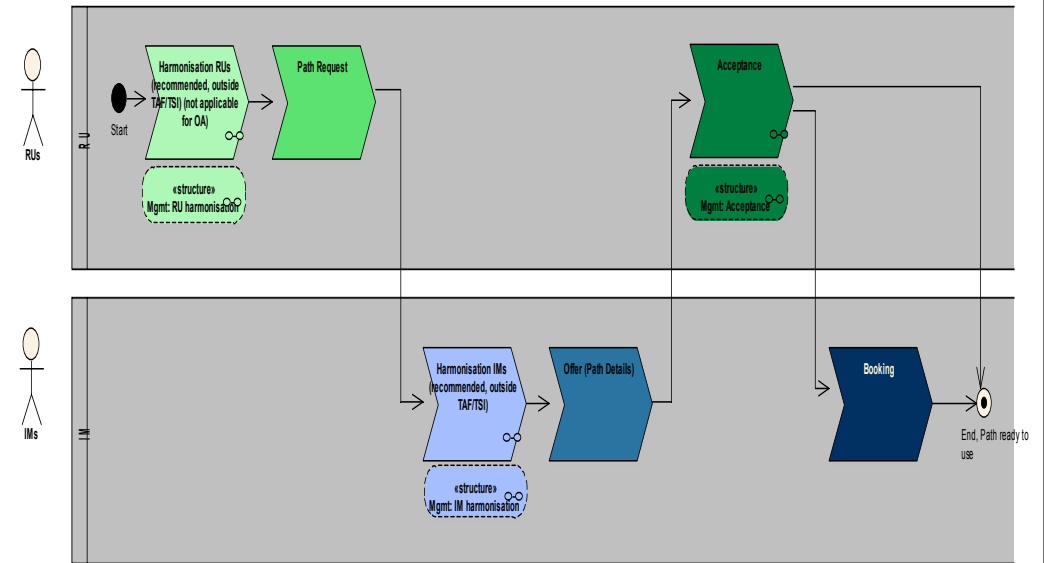 RUs
R U
Start
Harmonisation RUs
(recommended, outside
TAF/TSI) (not applicable
for OA)
«structure»
Mgmt: RU harmonisation
Path Request
Acceptance
«structure»
Mgmt: Acceptance
IMs
I M
Harmonisation IMs
(recommended, outside
TAF/TSI)
«structure»
Mgmt: IM harmonisation
Offer (Path Details)
Booking
End, Path ready to
use